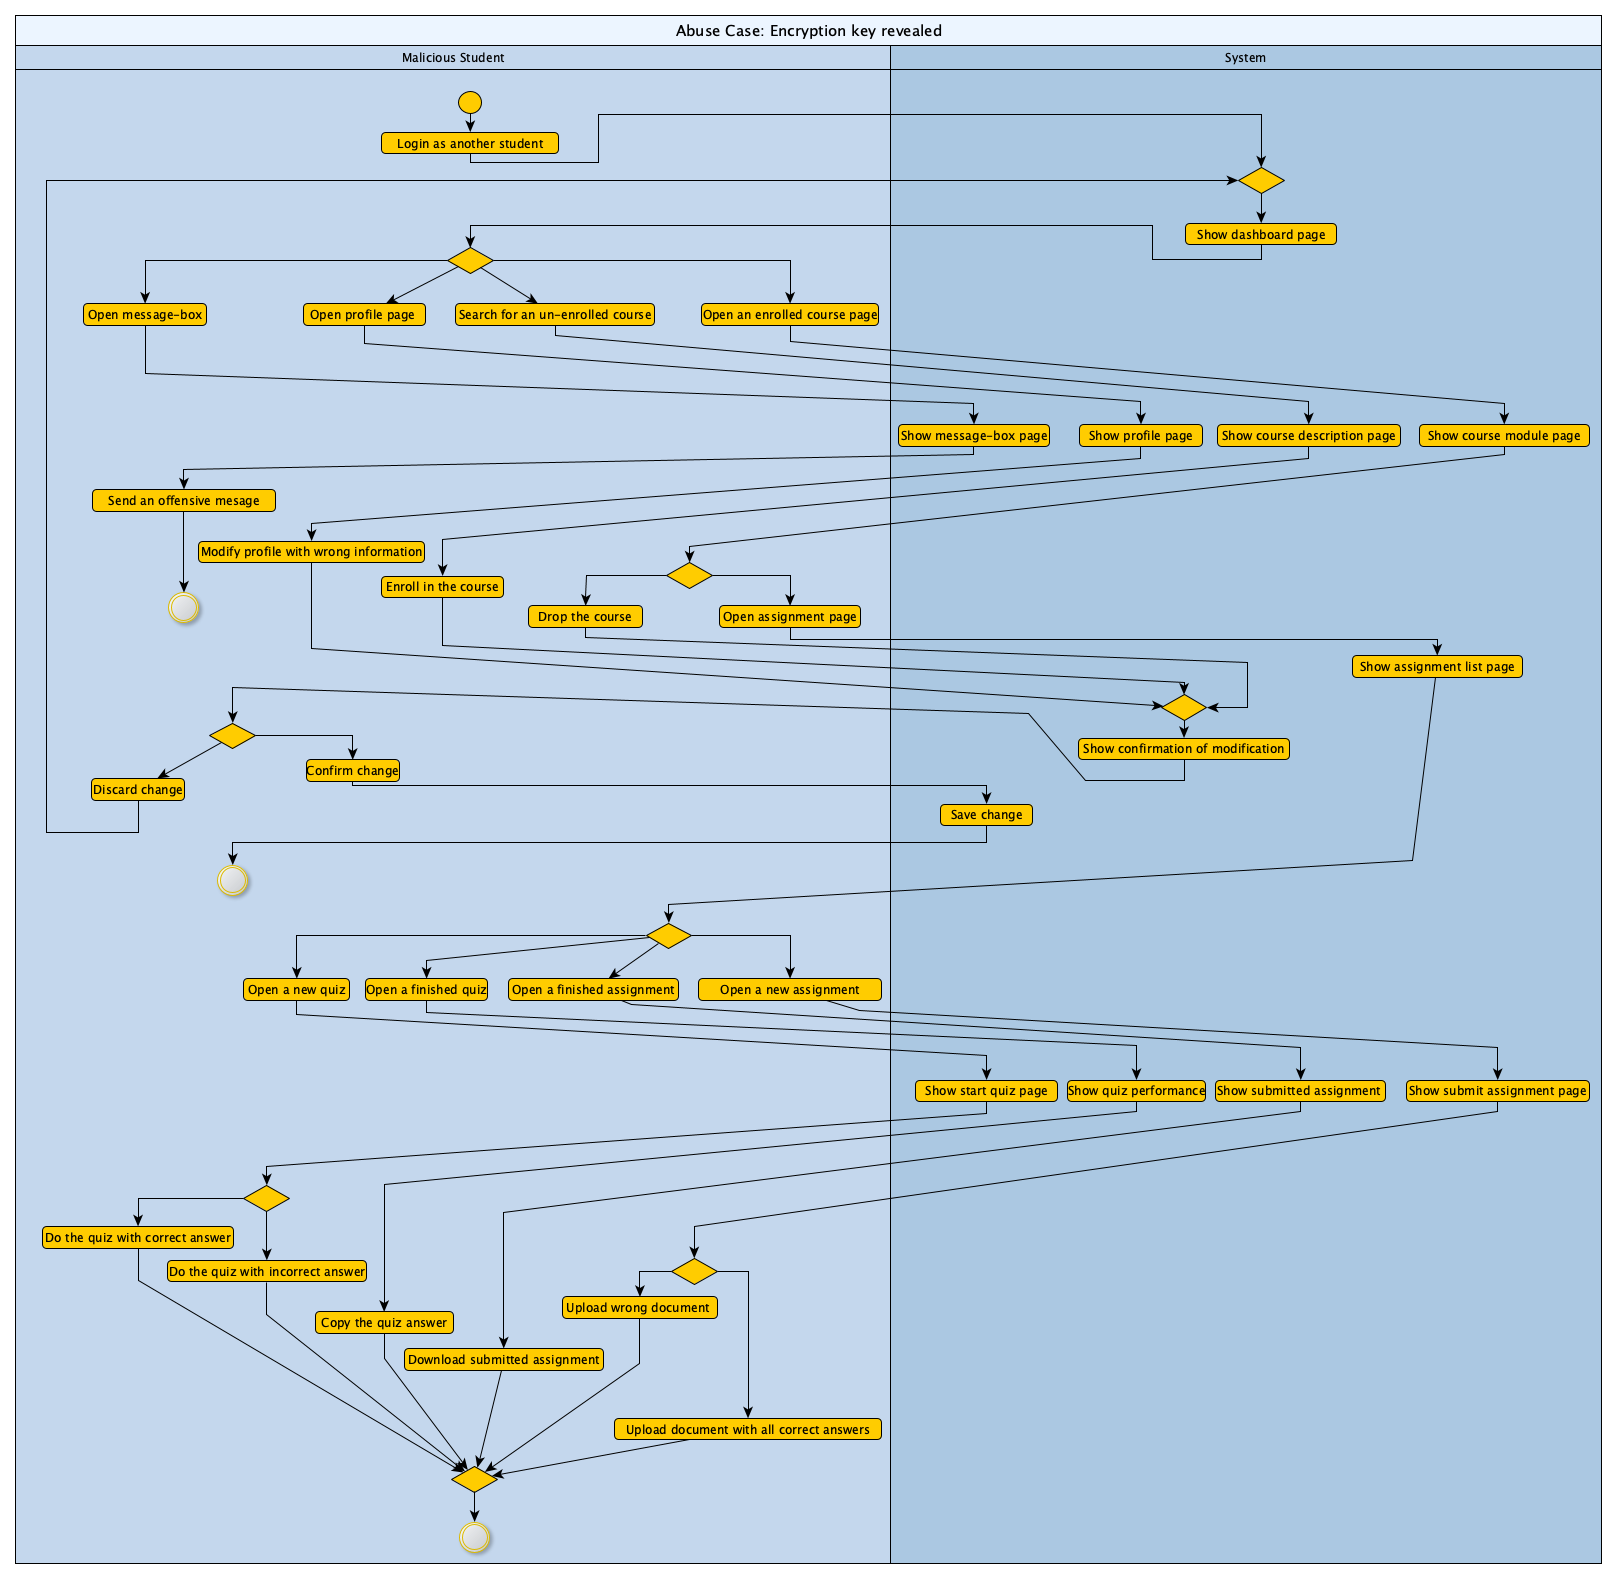 Abuse Case: Encryption key revealed
Malicious Student
System
Login as another student
Show dashboard page
Open message-box
Open profile page
Search for an un-enrolled course
Open an enrolled course page
Show message-box page
Show profile page
Show course description page
Show course module page
Send an offensive mesage
Modify profile with wrong information
Enroll in the course
Drop the course
Open assignment page
Show assignment list page
Show confirmation of modification
Confirm change
Discard change
Save change
Open a new quiz
Open a finished quiz
Open a finished assignment
Open a new assignment
Show start quiz page
Show quiz performance
Show submitted assignment
Show submit assignment page
Do the quiz with correct answer
Do the quiz with incorrect answer
Upload wrong document
Copy the quiz answer
Download submitted assignment
Upload document with all correct answers